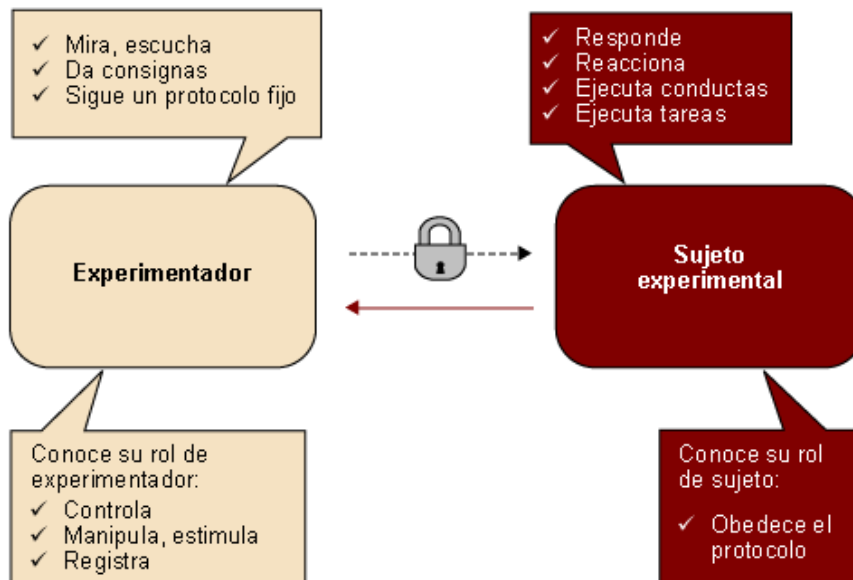 Mira, escucha
Da consignas
Sigue un protocolo fijo
Responde
Reacciona
Ejecuta conductas
Ejecuta tareas
Experimentador
Sujeto
experimental
Conoce su rol de
experimentador:
Controla
Manipula, estimula
Registra
Conoce su rol
de sujeto:
Obedece el
protocolo